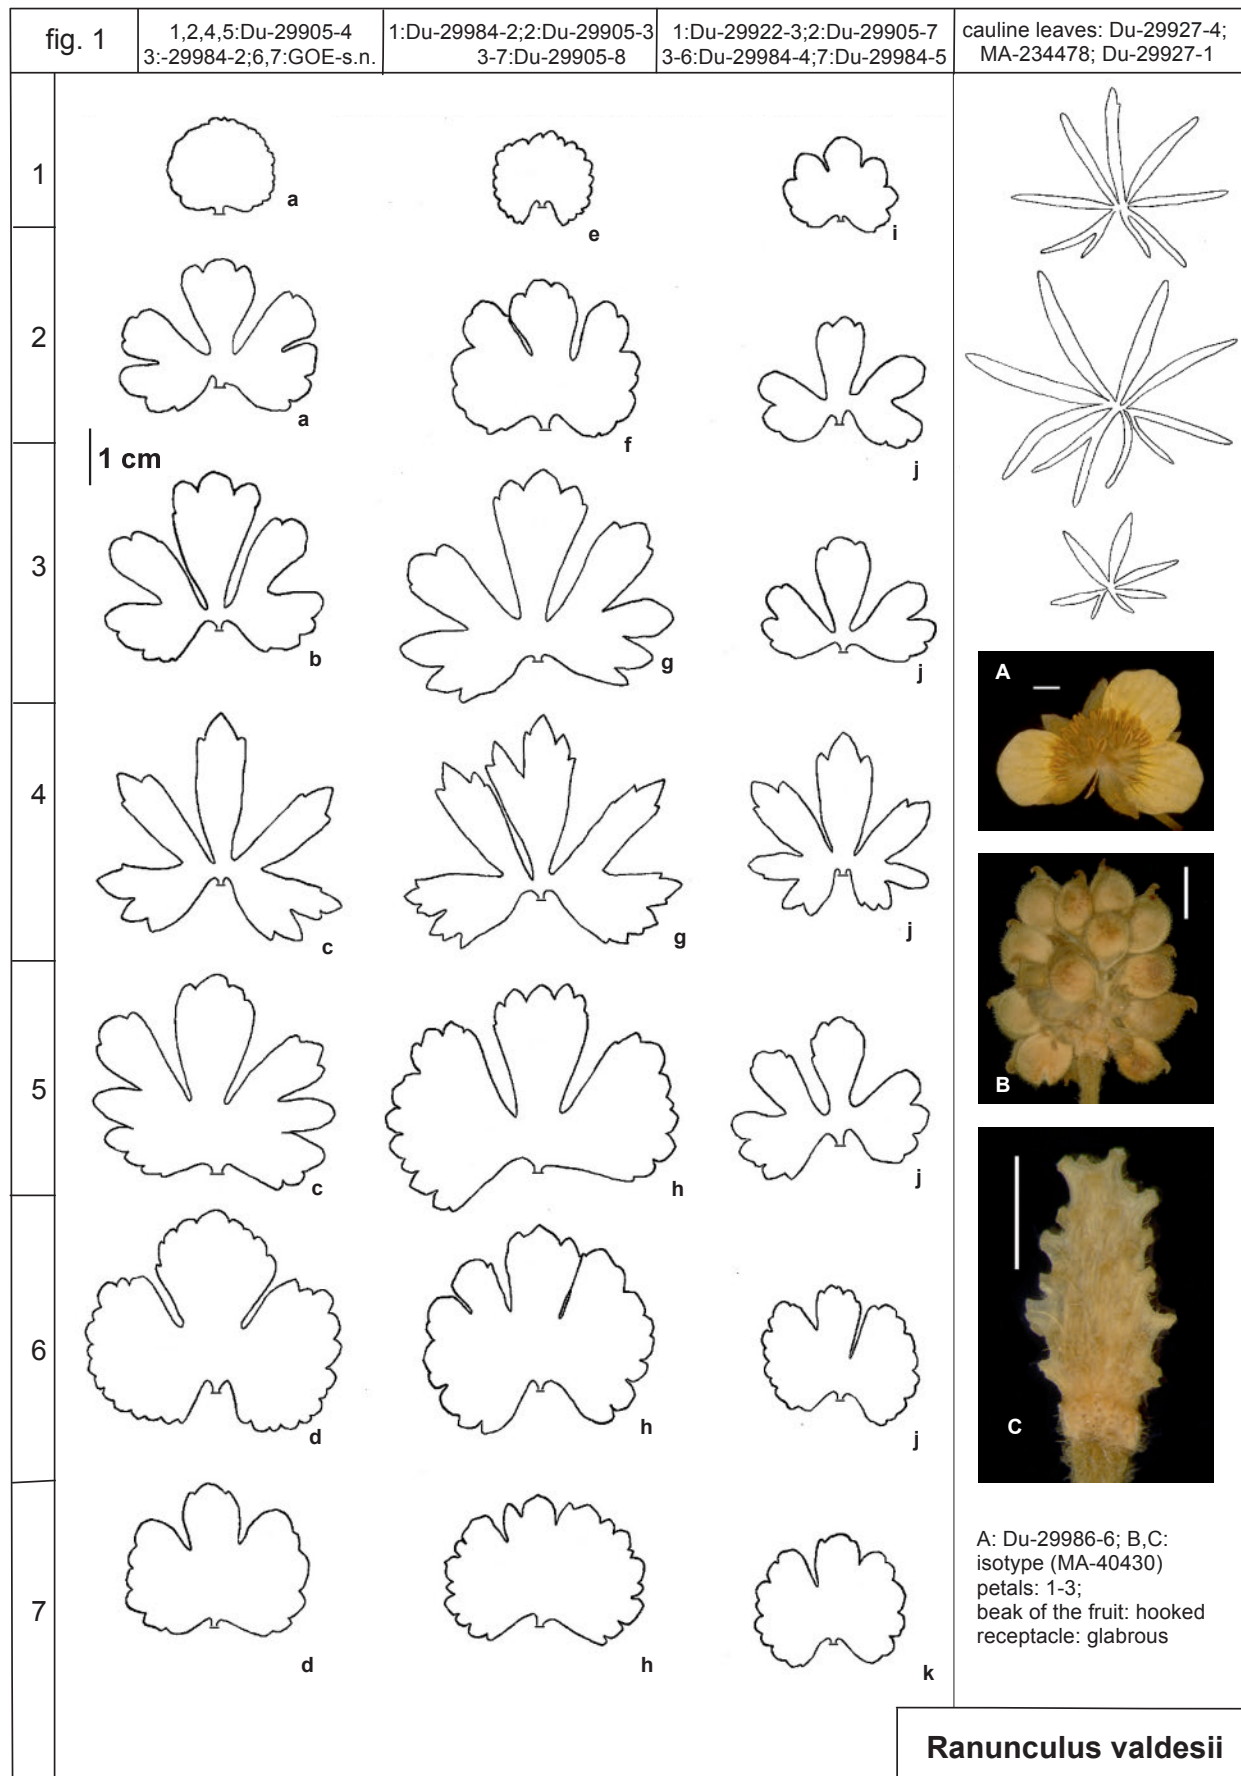 fig. 1
1,2,4,5:Du-29905-4
3:-29984-2;6,7:GOE-s.n.
1:Du-29984-2;2:Du-29905-3
3-7:Du-29905-8
1:Du-29922-3;2:Du-29905-7
3-6:Du-29984-4;7:Du-29984-5
cauline leaves: Du-29927-4;
MA-234478; Du-29927-1
1
a
e
i
2
a
f
j
1 cm
3
b
g
j
4
c
g
j
5
c
h
j
6
d
h
j
7
d
h
k
A
B
C
A: Du-29986-6; B,C:
isotype (MA-40430)
petals: 1-3;
beak of the fruit: hooked
receptacle: glabrous
Ranunculus valdesii